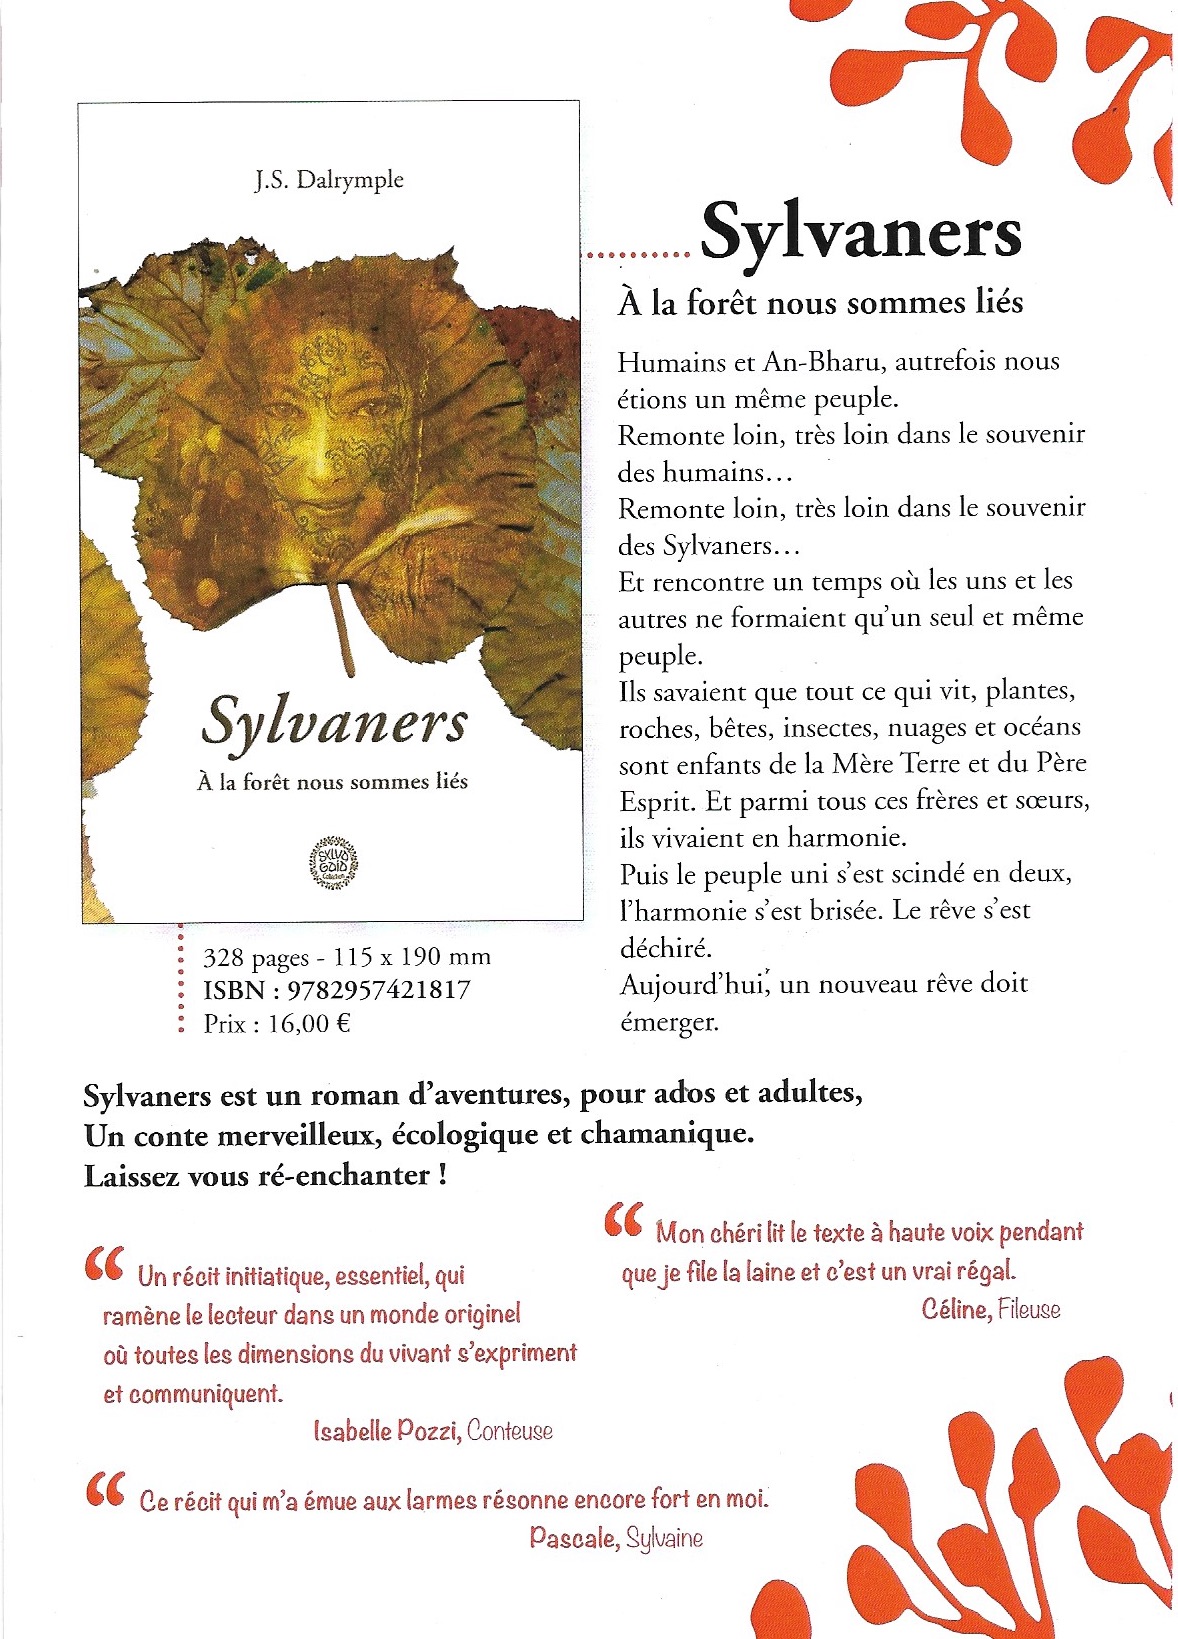 J.S. Dalrymple
Sylvaners
À la forêt nous sommes liés
SYLVA
GAIA
Collection
328 pages - 115 x 190 mm
ISBN : 9782957421817
Prix : 16,00 €
Sylvaners
À la forêt nous sommes liés
Humains et An-Bharu, autrefois nous
étions un même peuple.
Remonte loin, très loin dans le souvenir
des humains…
Remonte loin, très loin dans le souvenir
des Sylvaners…
Et rencontre un temps où les uns et les
autres ne formaient qu’un seul et même
peuple.
Ils savaient que tout ce qui vit, plantes,
roches, bêtes, insectes, nuages et océans
sont enfants de la Mère Terre et du Père
Esprit. Et parmi tous ces frères et sœurs,
ils vivaient en harmonie.
Puis le peuple uni s’est scindé en deux,
l’harmonie s’est brisée. Le rêve s’est
déchiré.
Aujourd’hui, un nouveau rêve doit
émerger.
Sylvaners est un roman d’aventures, pour ados et adultes,
Un conte merveilleux, écologique et chamanique.
Laissez vous ré-enchanter !
“ Un récit initiatique, essentiel, qui
ramène le lecteur dans un monde originel
où toutes les dimensions du vivant s’expriment
et communiquent.
Isabelle Pozzi, Conteuse
“ Mon chéri lit le texte à haute voix pendant
que je file la laine et c’est un vrai régal.
Céline, Fileuse
“ Ce récit qui m’a émue aux larmes résonne encore fort en moi.
Pascale, Sylvaine